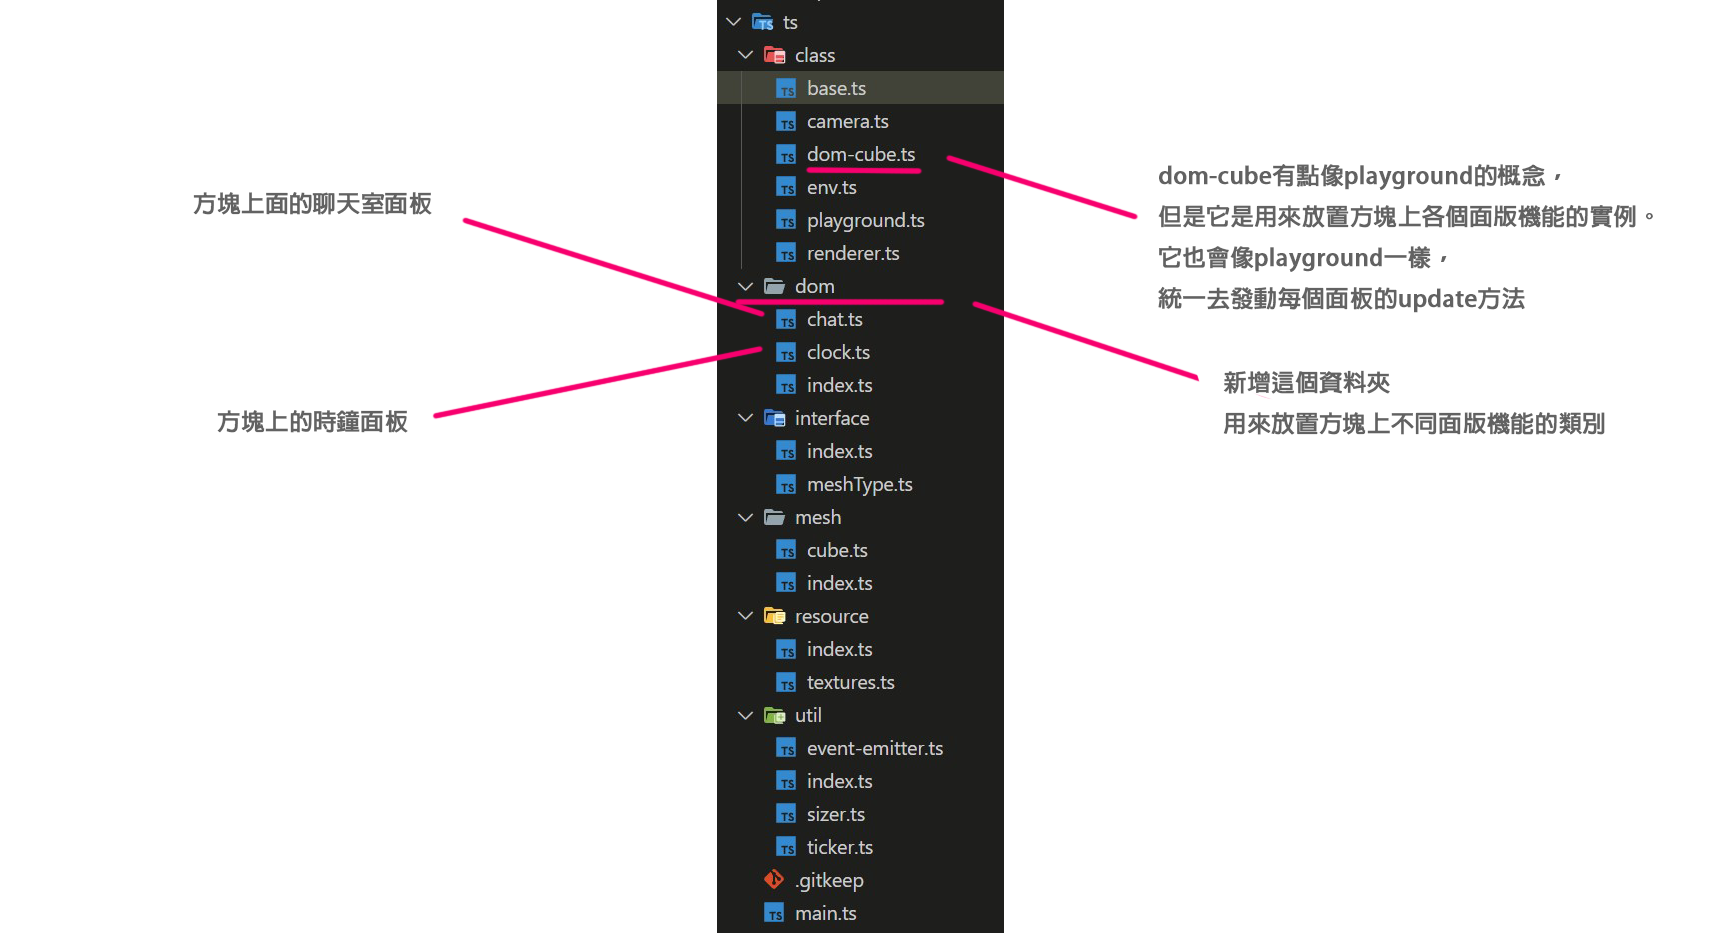 ts
class
base.ts
camera.ts
dom-cube.ts
env.ts
playground.ts
renderer.ts
dom
chat.ts
clock.ts
index.ts
interface
index.ts
meshType.ts
mesh
cube.ts
index.ts
resource
index.ts
textures.ts
util
event-emitter.ts
index.ts
sizer.ts
ticker.ts
.gitkeep
main.ts
方塊上面的聊天室面板
方塊上的時鐘面板
dom-cube有點像playground的概念，
但是它是用來放置方塊上各個面版機能的實例。
它也會像playground一樣，
統一去發動每個面板的update方法
新增這個資料夾
用來放置方塊上不同面版機能的類別